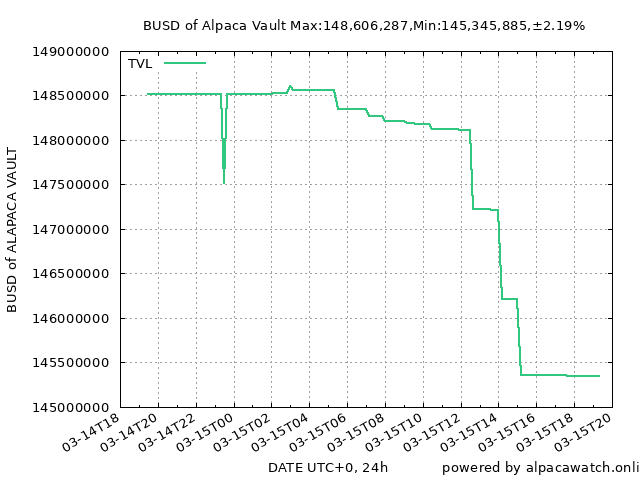 BUSD of Alpaca Vault Max:148,606,287,Min:145,345,885,±2.19%
TVL
149000000
148500000
148000000
147500000
147000000
146500000
146000000
145500000
145000000
BUSD of ALAPACA VAULT
03-14T18
03-14T20
03-14T22
03-15T00
03-15T02
03-15T04
03-15T06
03-15T08
03-15T10
03-15T12
03-15T14
03-15T16
03-15T18
03-15T20
DATE UTC+0, 24h
powered by alpacawatch.onli